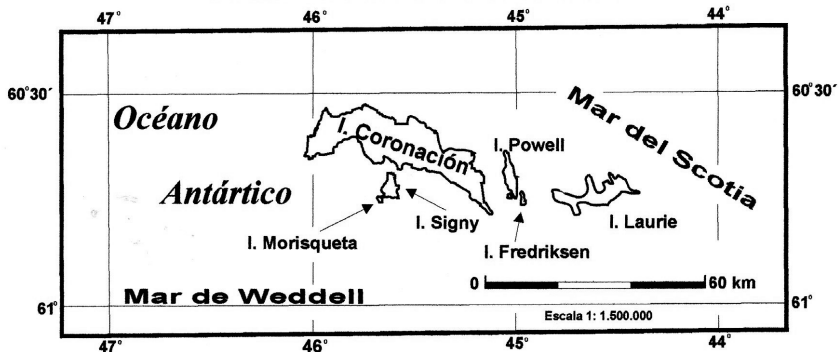 47° 46° 45° 44°
60°30´ 60°30´
Océano
Mar del Scotia
I. Coronación
I. Powell
Antártico
I. Signy
I. Laurie
I. Morisqueta
I. Fredriksen
Mar de Weddell
0 60 km
61° 61°
Escala 1: 1.500.000
47° 46° 45° 44°